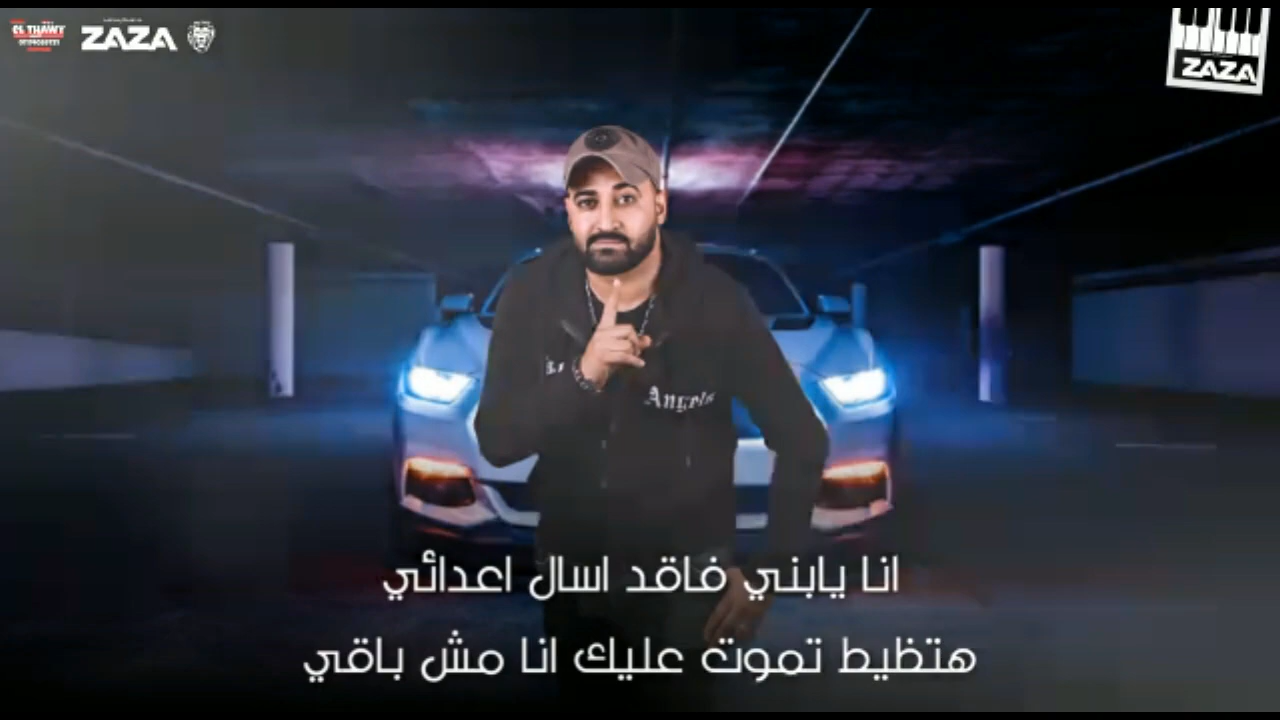 ZAZA
ZAZA
Angels
انا يابني فاقد اسال اعدائي
هتظيط تموت عليك انا مش باقي